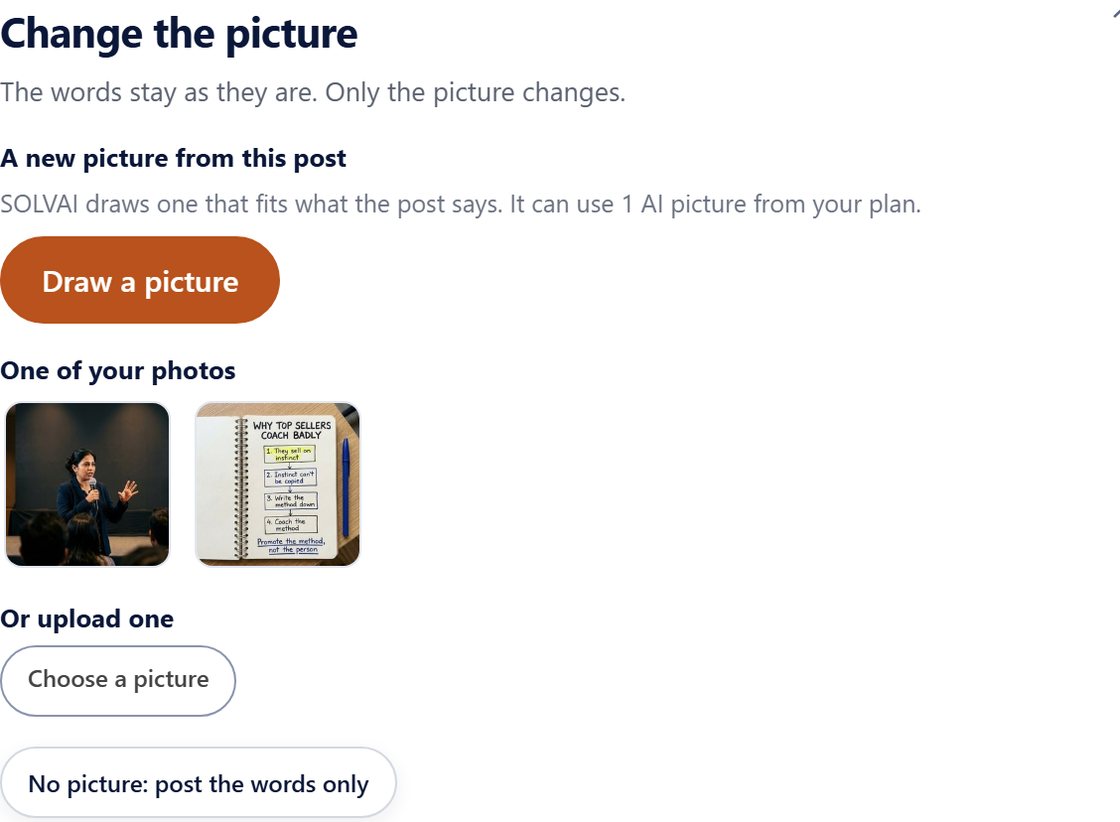 Change the picture
The words stay as they are. Only the picture changes.
A new picture from this post
SOLVAI draws one that fits what the post says. It can use 1 AI picture from your plan.
Draw a picture
One of your photos
WHY TOP SELLERS
COACH BADLY
1. They sell on
instinct
2. Instinct can't
be copied
3. Write the
method down
4. Coach the
method
Promote the method,
not the person
Or upload one
Choose a picture
No picture: post the words only